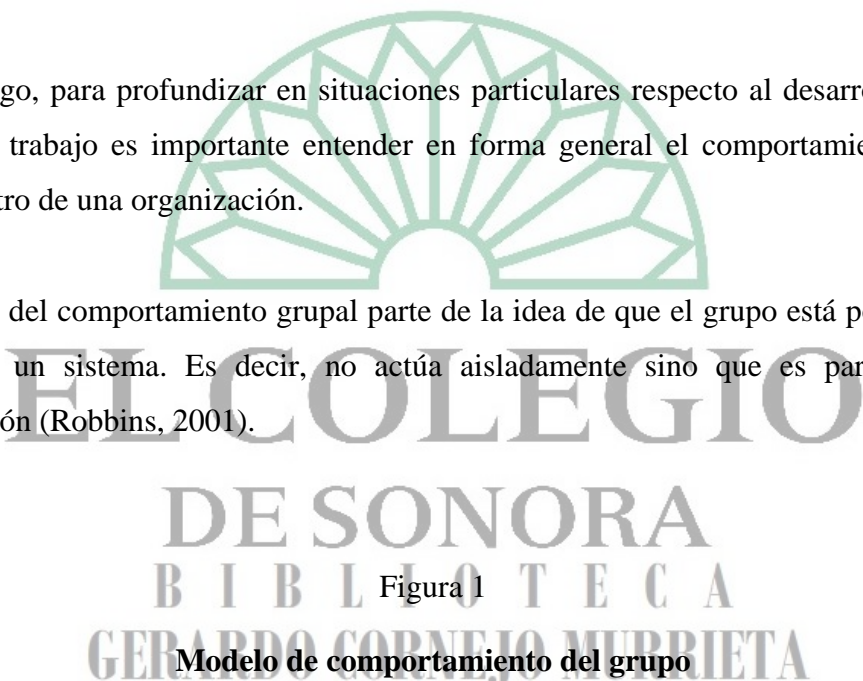 go, para profundizar en situaciones particulares respecto al desarr
trabajo es importante entender en forma general el comportamie
tro de una organización.
del comportamiento grupal parte de la idea de que el grupo está p
un sistema. Es decir, no actúa aisladamente sino que es par
ón (Robbins, 2001).
EL COLEGIO
DE SONORA
BIBLIOTECA
Figura 1
GERARDO CORNEJO MURRIETA
Modelo de comportamiento del grupo